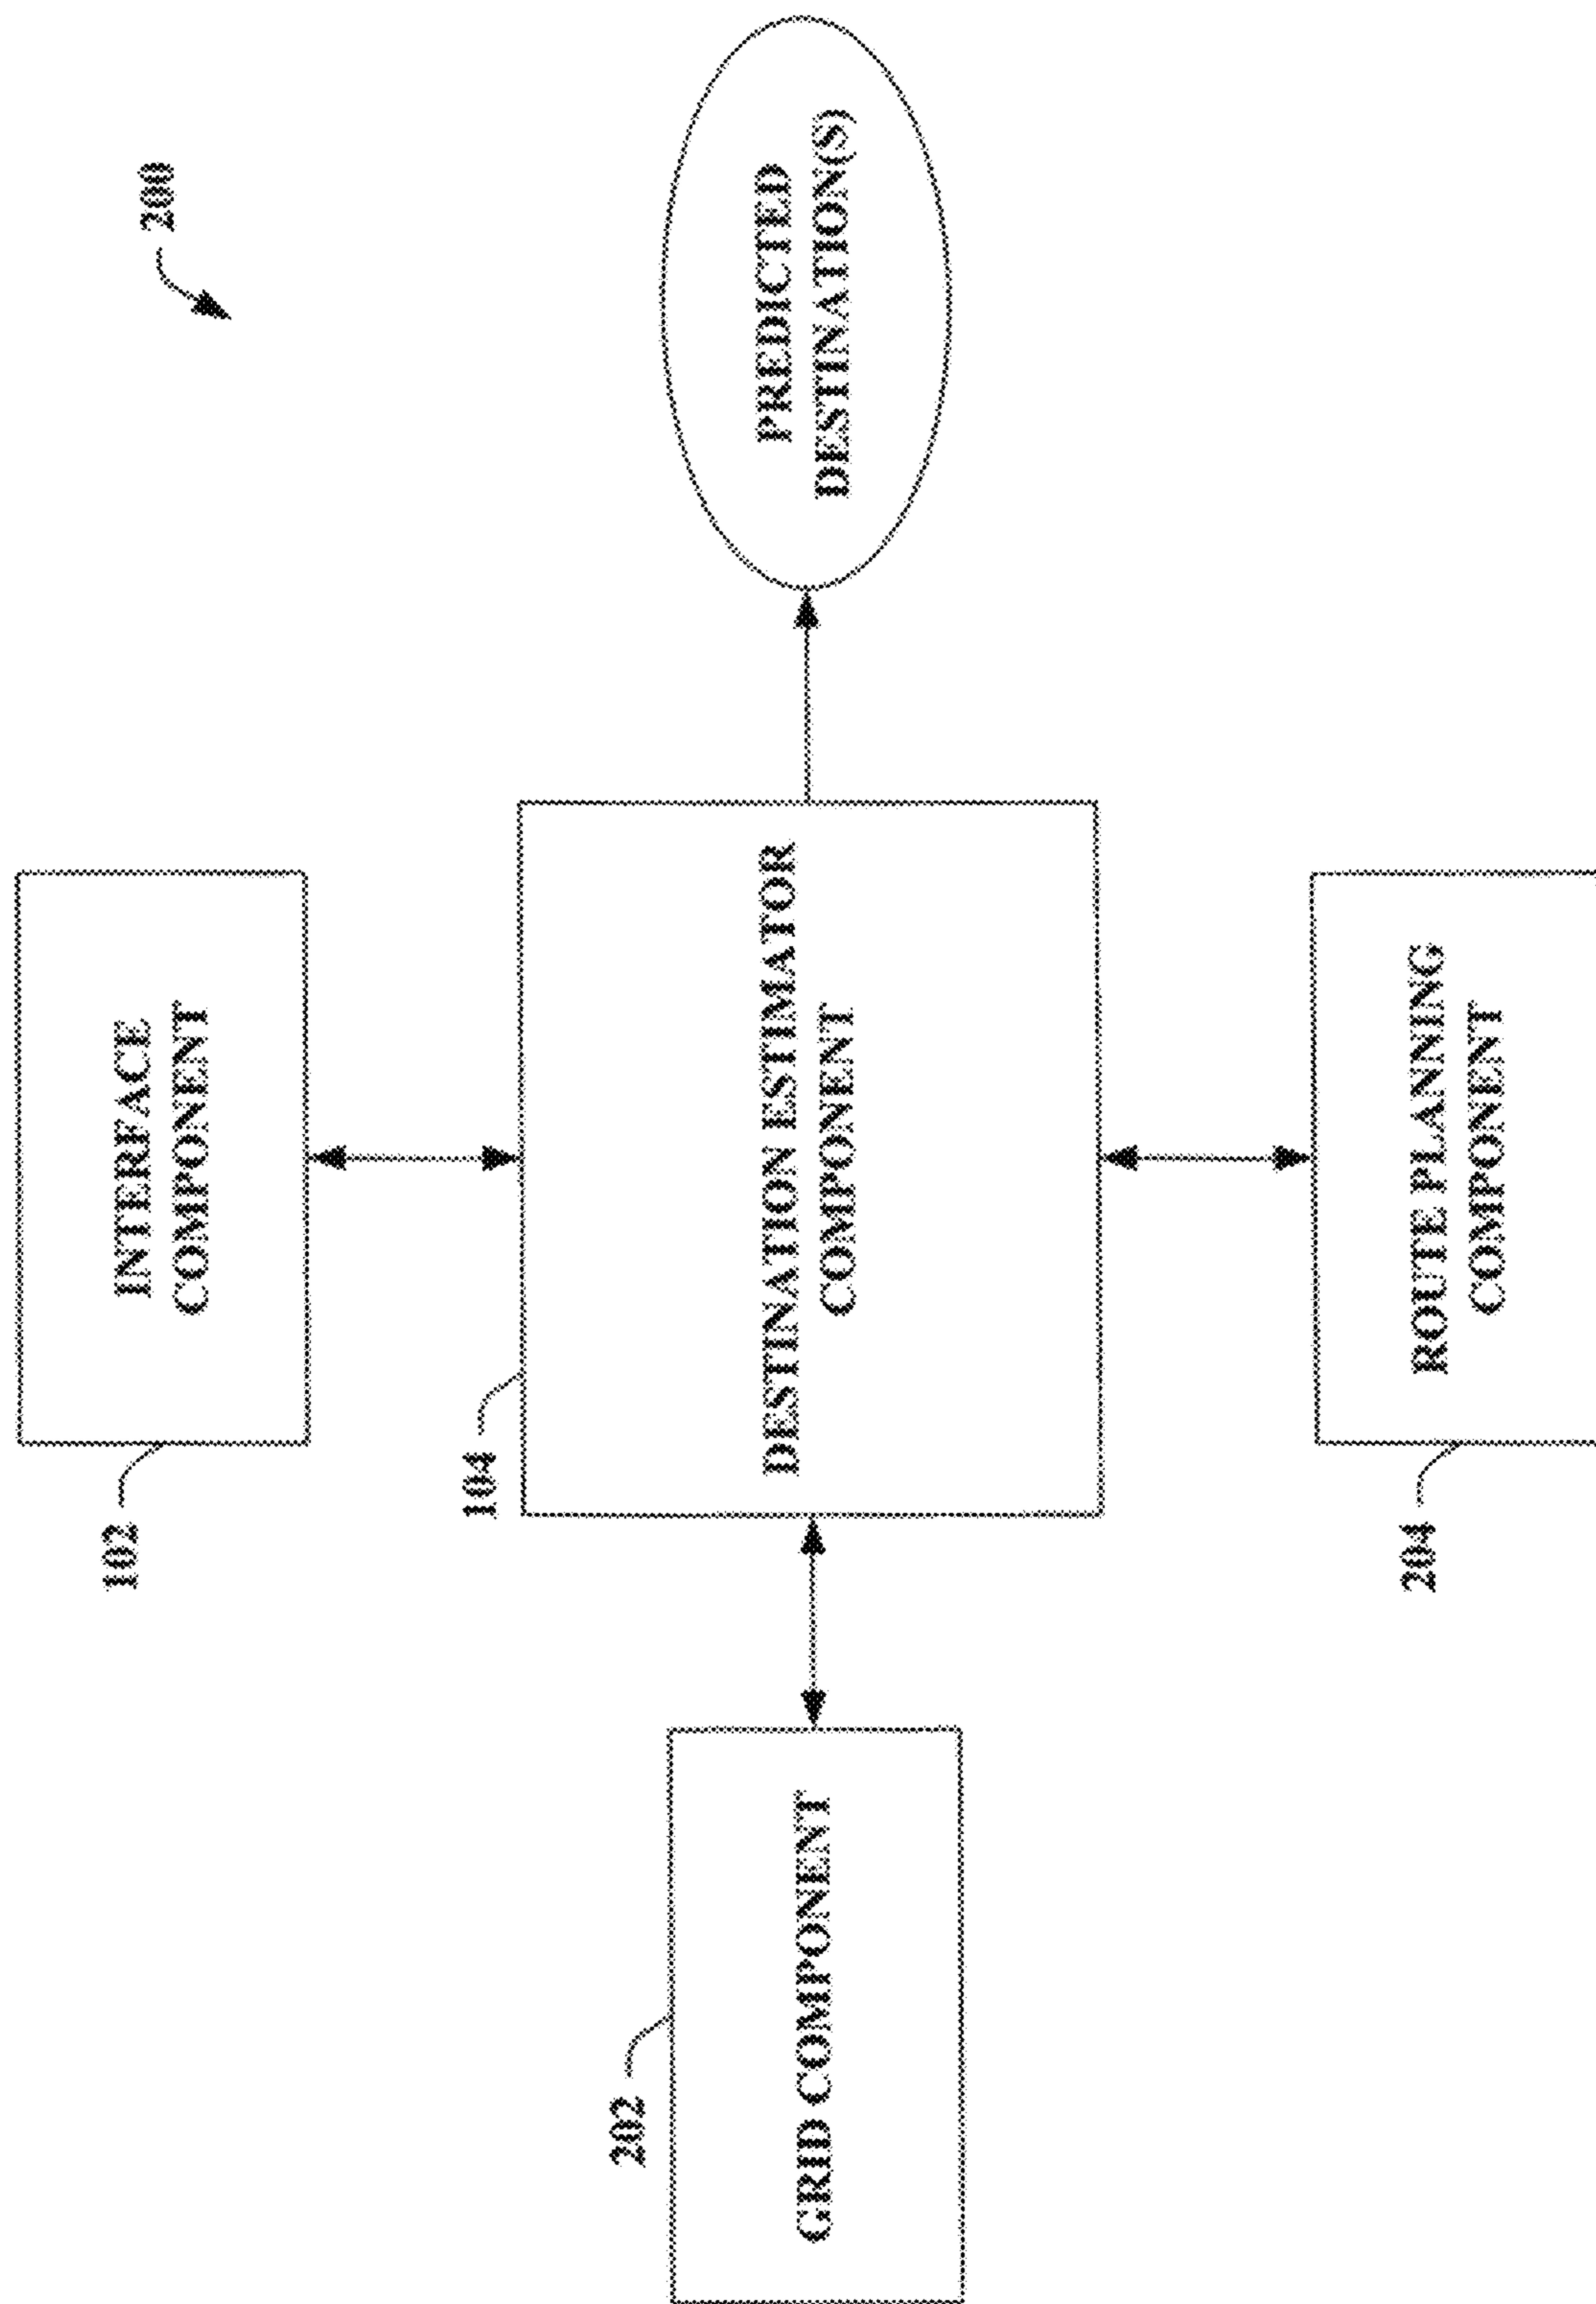 200
102
INTERFACE
COMPONENT
104
DESTINATION ESTIMATOR
COMPONENT
PREDICTED
DESTINATION(S)
202
GRID COMPONENT
204
ROUTE PLANNING
COMPONENT